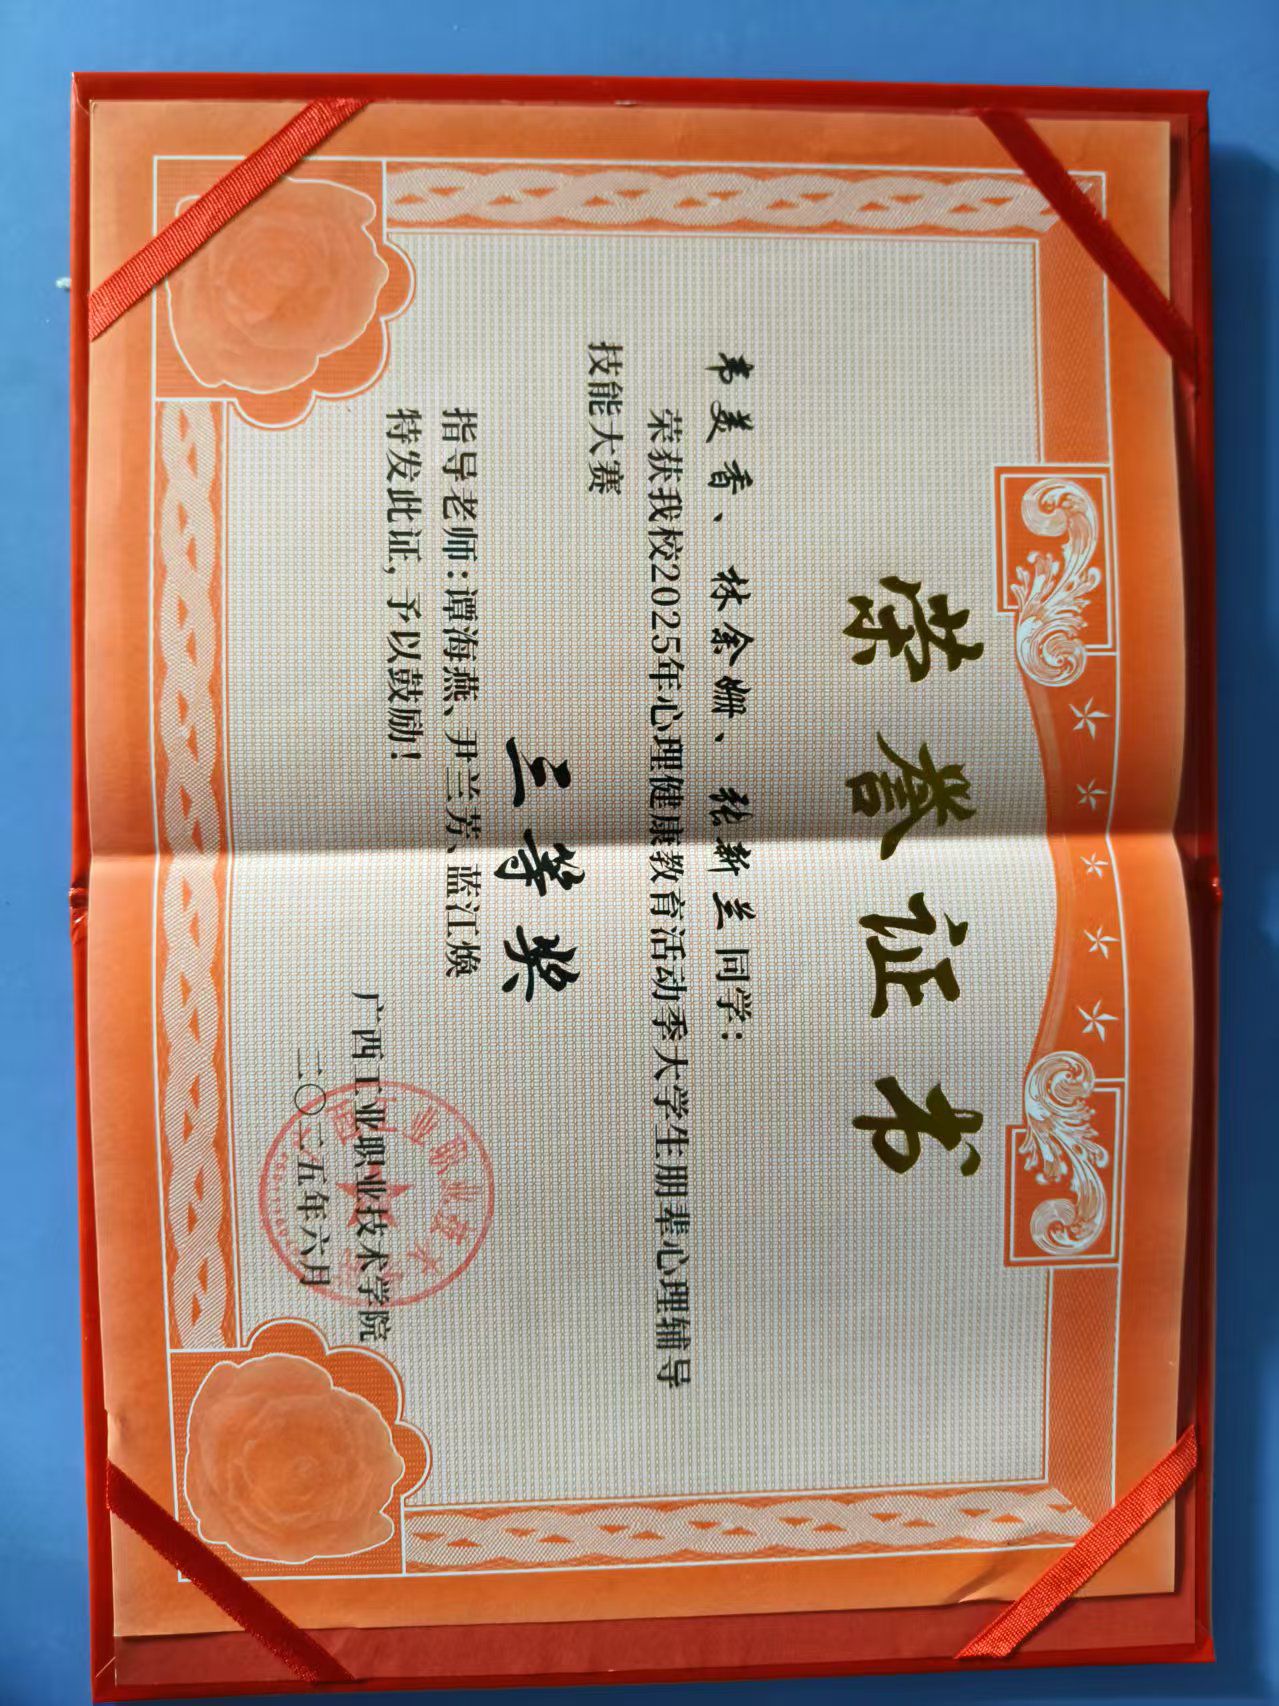 荣誉证书
韦美香、林余姗、张新兰同学：
荣获我校2025年心理健康教育活动季大学生朋辈心理辅导
技能大赛
三等奖
指导老师：谭海燕、尹兰芳、蓝江焕
特发此证，予以鼓励！
广西工业职业技术学院
二〇二五年六月